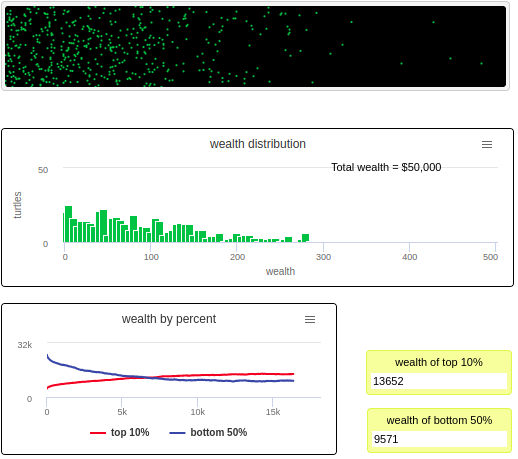 wealth distribution
Total wealth = $50,000
50
0
turtles
0 100 200 300 400 500
wealth
wealth by percent
32k
0
0 5k 10k 15k
top 10% bottom 50%
wealth of top 10%
13652
wealth of bottom 50%
9571